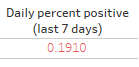 Daily percent positive
(last 7 days)
0.1910